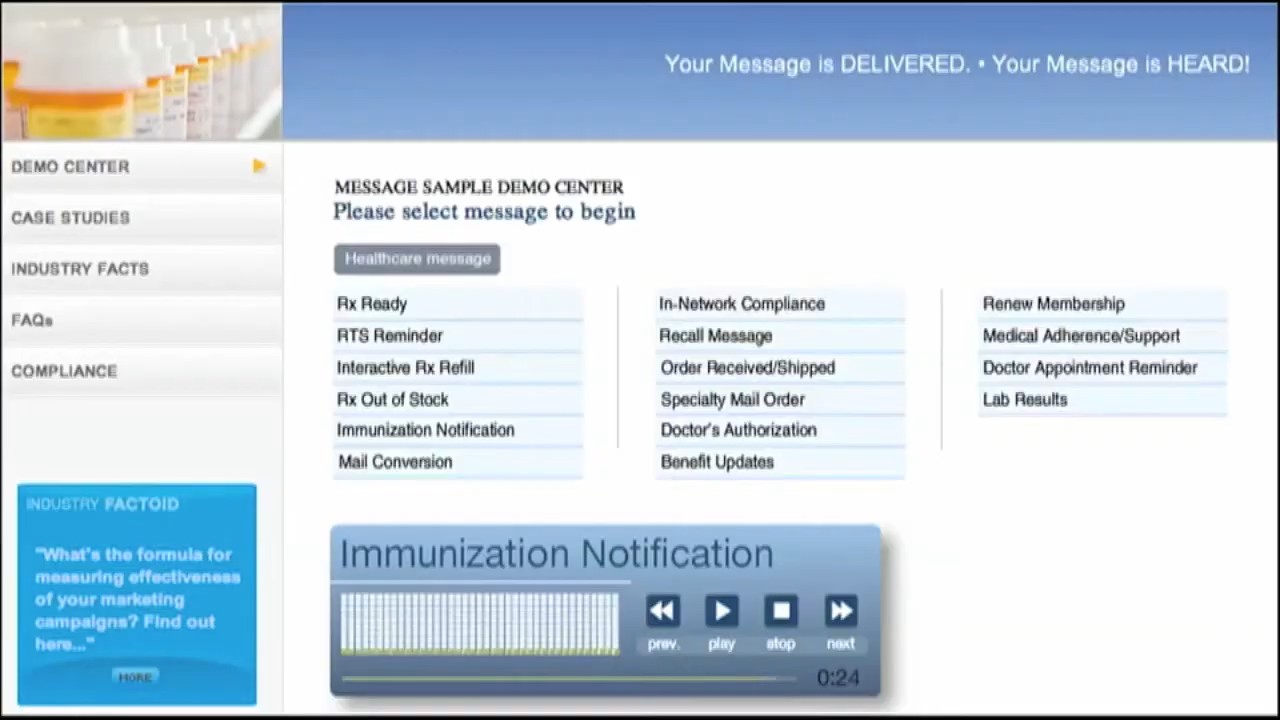 Your Message is DELIVERED. • Your Message is HEARD!
DEMO CENTER
CASE STUDIES
INDUSTRY FACTS
FAQs
COMPLIANCE
INDUSTRY FACTOID
"What's the formula for
measuring effectiveness
of your marketing
campaigns? Find out
here..."
MORE
MESSAGE SAMPLE DEMO CENTER
Please select message to begin
Healthcare message
Rx Ready
RTS Reminder
Interactive Rx Refill
Rx Out of Stock
Immunization Notification
Mail Conversion
In-Network Compliance
Recall Message
Order Received/Shipped
Specialty Mail Order
Doctor's Authorization
Benefit Updates
Renew Membership
Medical Adherence/Support
Doctor Appointment Reminder
Lab Results
Immunization Notification
prev. play stop next
0:24